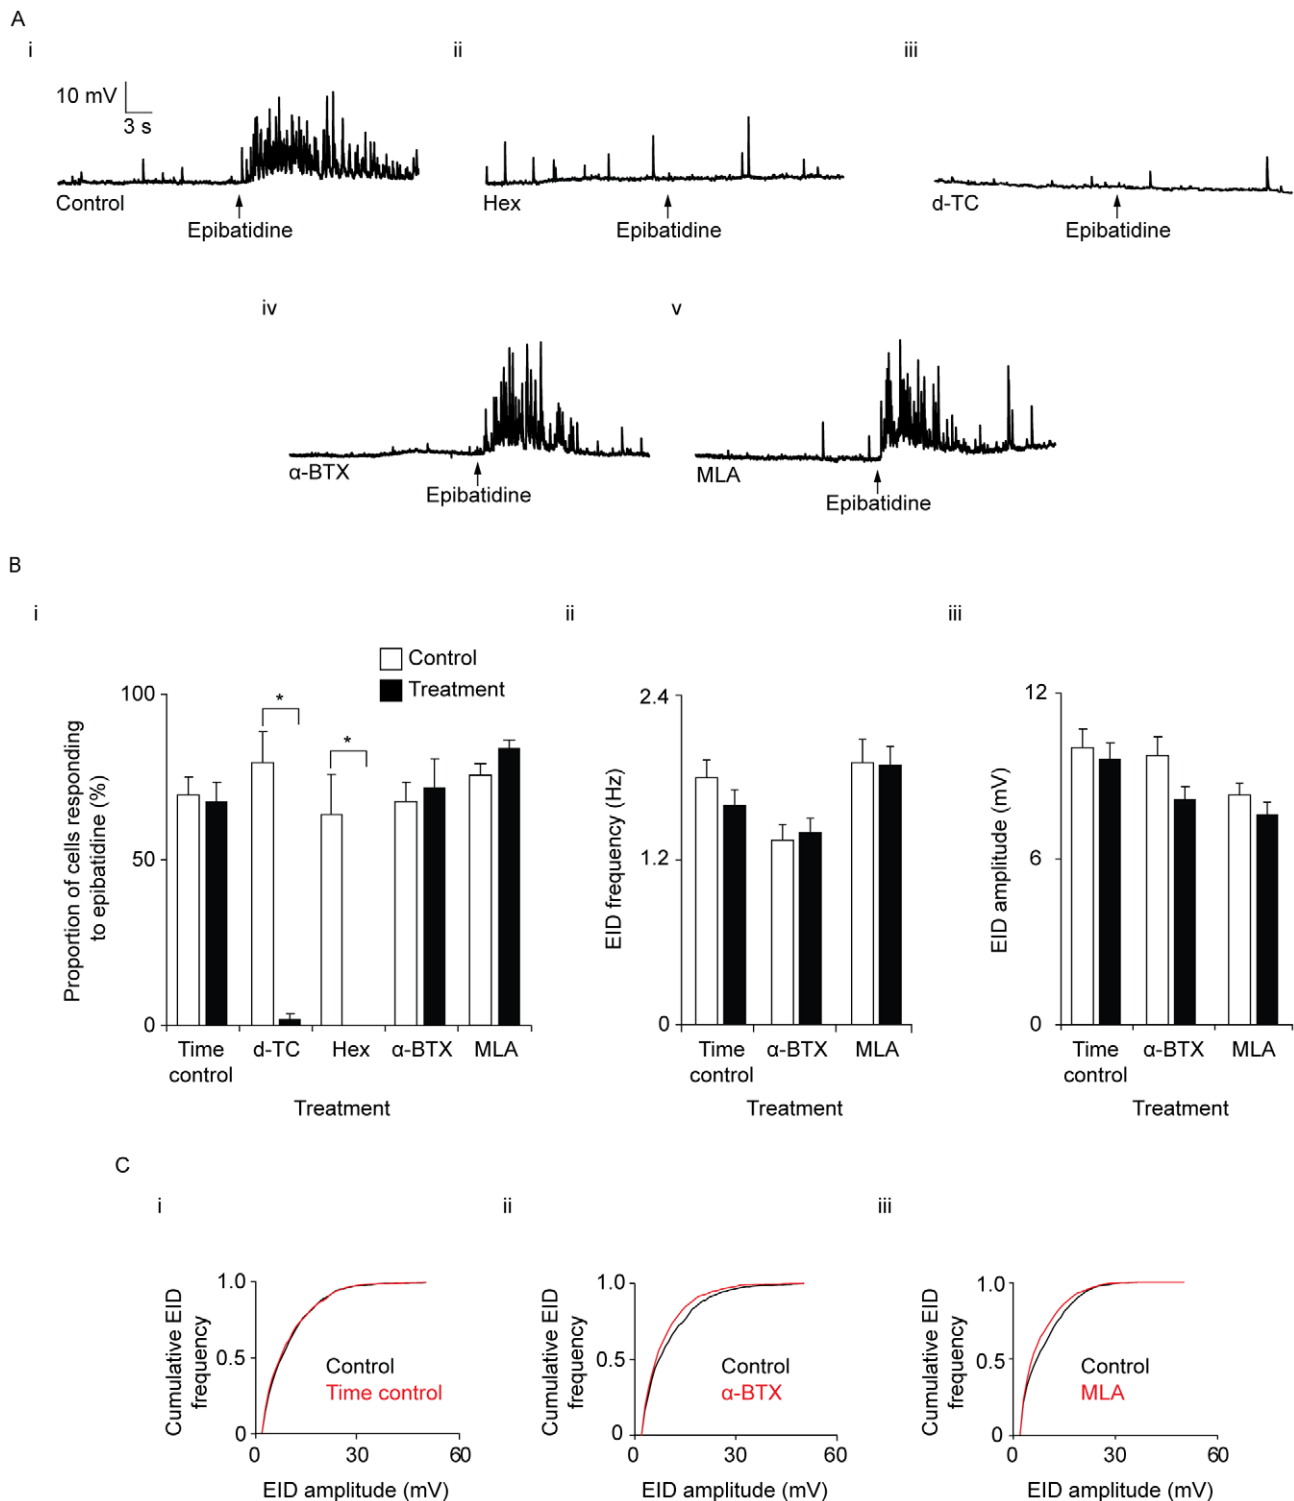 A
i
ii
iii
10 mV
3 s
Control
Hex
d-TC
Epibatidine
Epibatidine
Epibatidine
iv
v
α-BTX
MLA
Epibatidine
Epibatidine
B
i
ii
iii
Control
Treatment
Proportion of cells responding
to epibatidine (%)
100
50
0
*
*
Time
control
d-TC
Hex
α-BTX
MLA
Treatment
EID frequency (Hz)
2.4
1.2
0
Time
control
α-BTX
MLA
Treatment
EID amplitude (mV)
12
6
0
Time
control
α-BTX
MLA
Treatment
C
i
ii
iii
Cumulative EID
frequency
1.0
0.5
0
Control
Time control
0
30
60
EID amplitude (mV)
Cumulative EID
frequency
1.0
0.5
0
Control
α-BTX
0
30
60
EID amplitude (mV)
Cumulative EID
frequency
1.0
0.5
0
Control
MLA
0
30
60
EID amplitude (mV)